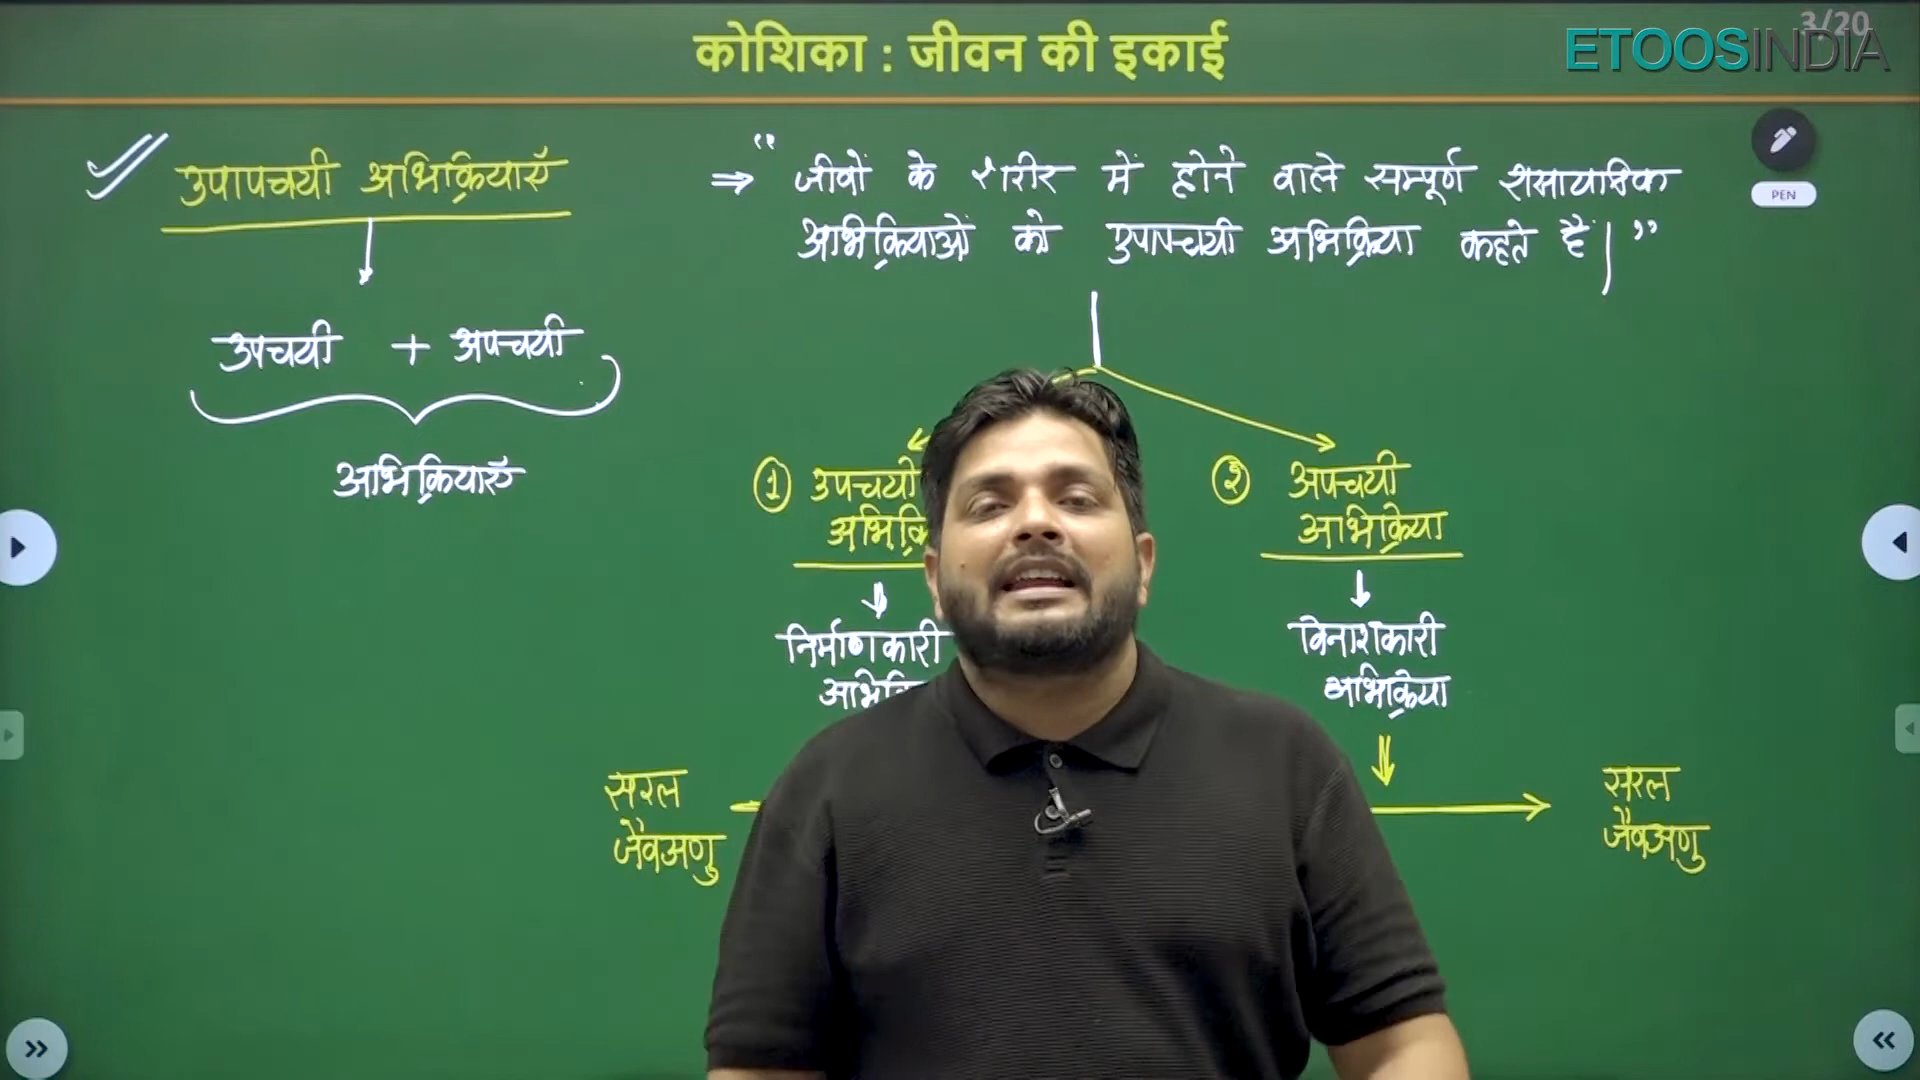 कोशिका : जीवन की इकाई
3/20
ETOOSINDIA
उपापचयी अभिक्रियाएँ
⇒ “ जीवों के शरीर में होने वाले सम्पूर्ण रासायनिक
अभिक्रियाओं को उपापचयी अभिक्रिया कहते हैं| ”
PEN
उपचयी + अपचयी
अभिक्रियाएँ
① उपचयी
② अपचयी
अभिक्रिया
निर्माणकारी
विनाशकारी
अभिक्रिया
सरल
जैवअणु
सरल
जैवअणु